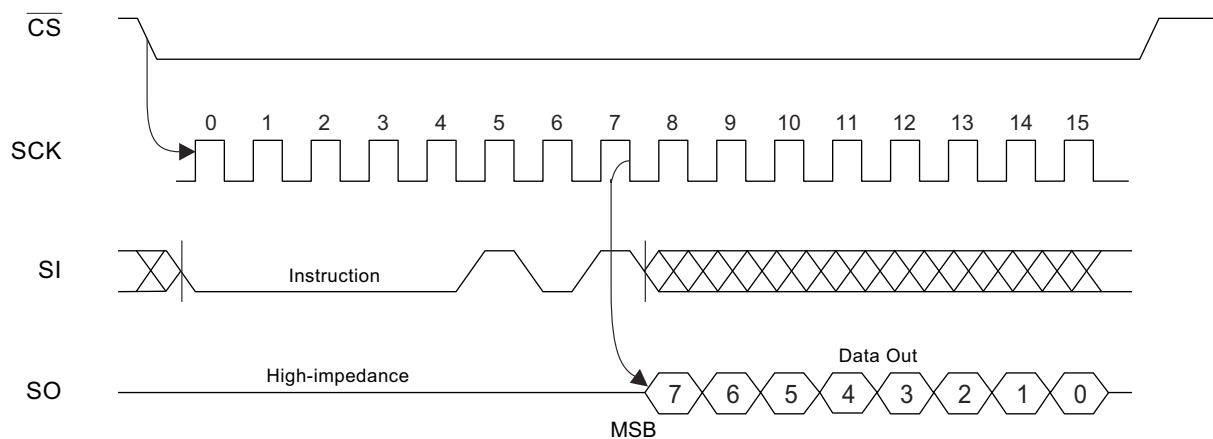 CS
0 1 2 3 4 5 6 7 8 9 10 11 12 13 14 15
SCK
SI
Instruction
Data Out
High-impedance
SO
7 6 5 4 3 2 1 0
MSB